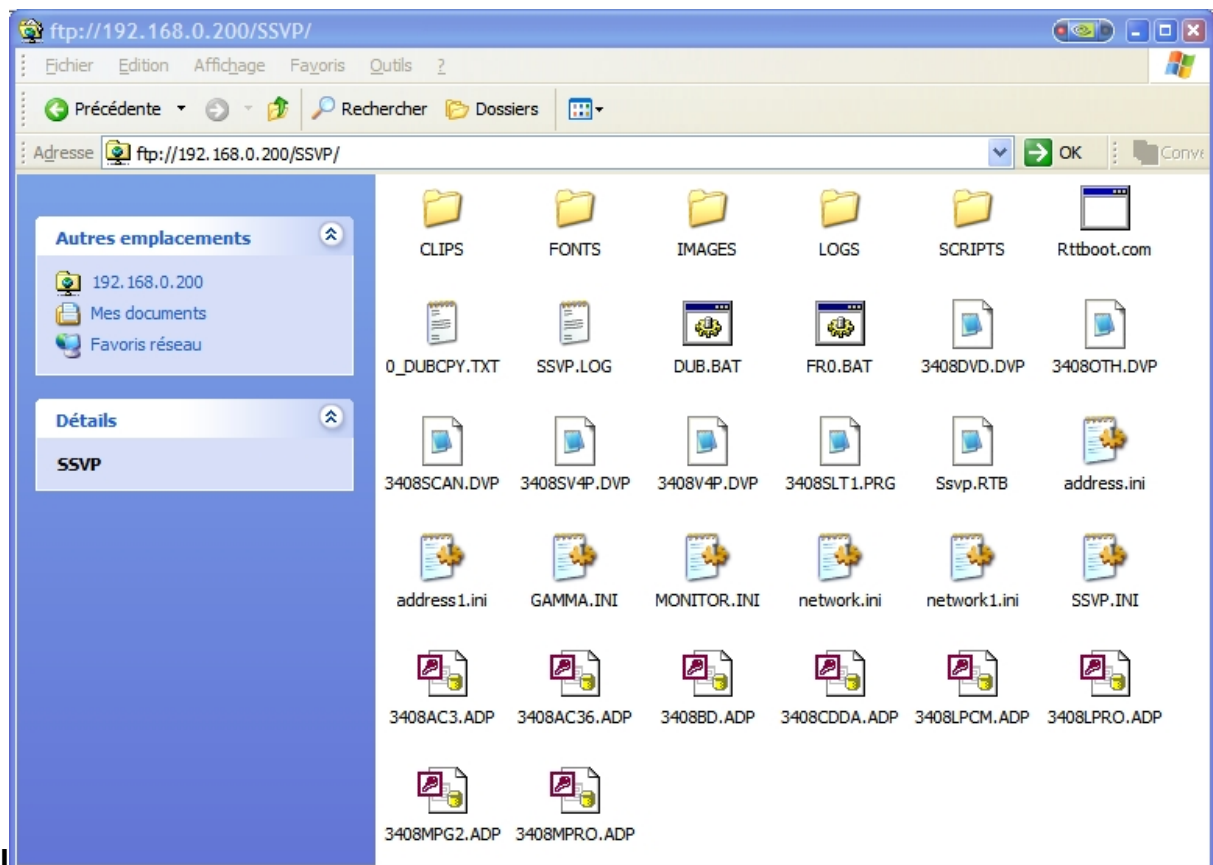 ftp://192.168.0.200/SSVP/
Eichier Edition Affichage Favoris Outils ?
Précédente Rechercher Dossiers
Adresse ftp://192.168.0.200/SSVP/ OK
Autres emplacements
192.168.0.200
Mes documents
Favoris réseau
Détails
SSVP
CLIPS FONTS IMAGES LOGS SCRIPTS Rttboot.com
0_DUBCPY.TXT SSVP.LOG DUB.BAT FR0.BAT 3408DVD.DVP 3408OTH.DVP
3408SCAN.DVP 3408SV4P.DVP 3408V4P.DVP 3408SLT1.PRG Ssvp.RTB address.ini
address1.ini GAMMA.INI MONITOR.INI network.ini network1.ini SSVP.INI
3408AC3.ADP 3408AC36.ADP 3408BD.ADP 3408CDDA.ADP 3408LPCM.ADP 3408LPRO.ADP
3408MPG2.ADP 3408MPRO.ADP